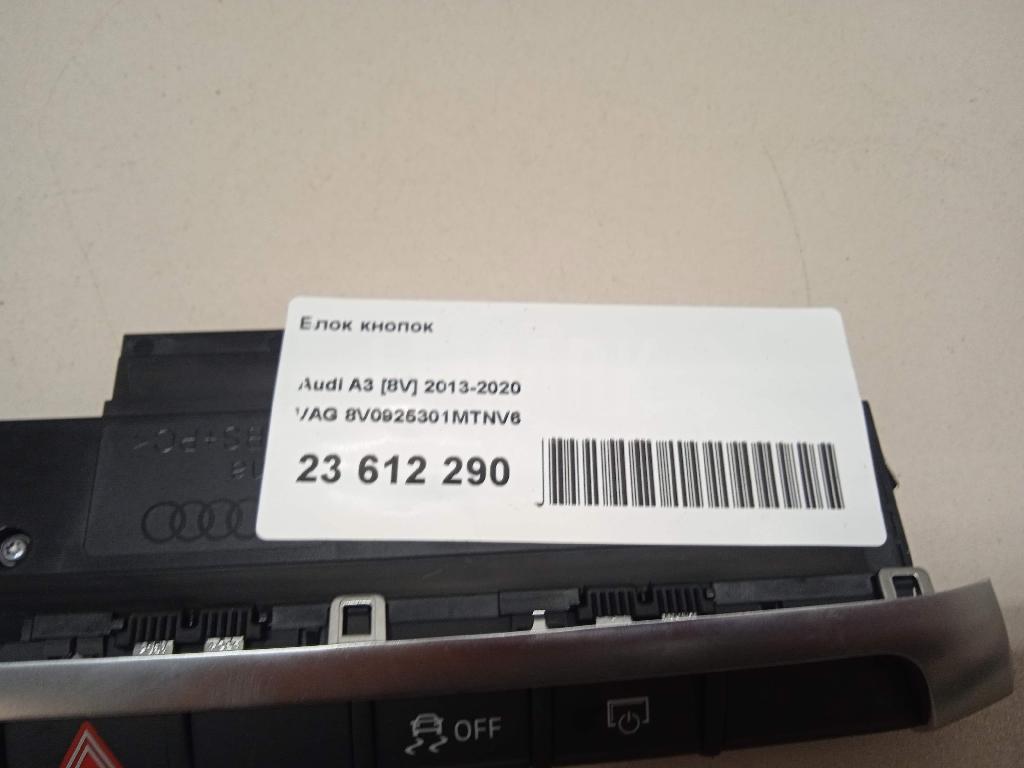 Блок кнопок
Audi A3 [8V] 2013-2020
VAG 8V0925301MTNV6
23 612 290
OFF